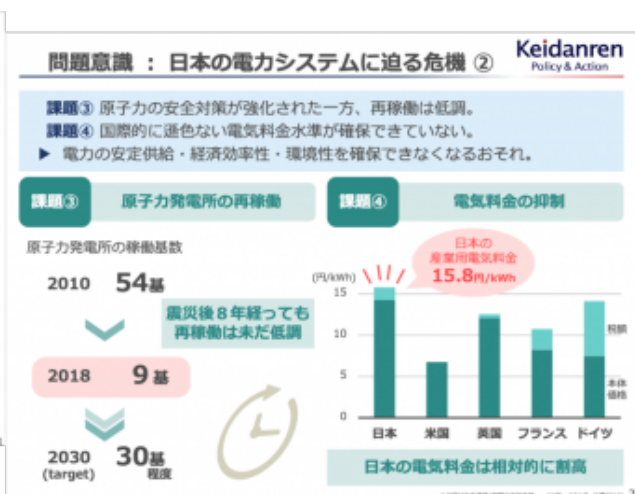 Keidanren
Policy & Action
問題意識 : 日本の電力システムに迫る危機 ②
課題③ 原子力の安全対策が強化された一方、再稼働は低調。
課題④ 国際的に遜色ない電気料金水準が確保できていない。
▶ 電力の安定供給・経済効率性・環境性を確保できなくなるおそれ。
課題③ 原子力発電所の再稼働
原子力発電所の稼働基数
2010 54基
震災後８年経っても
再稼働は未だ低調
2018 9基
2030 30基
(target) 程度
課題④ 電気料金の抑制
日本の
産業用電気料金
15.8円/kWh
(円/kWh)
15
10
5
0
税額
本体
価格
日本 米国 英国 フランス ドイツ
日本の電気料金は相対的に割高